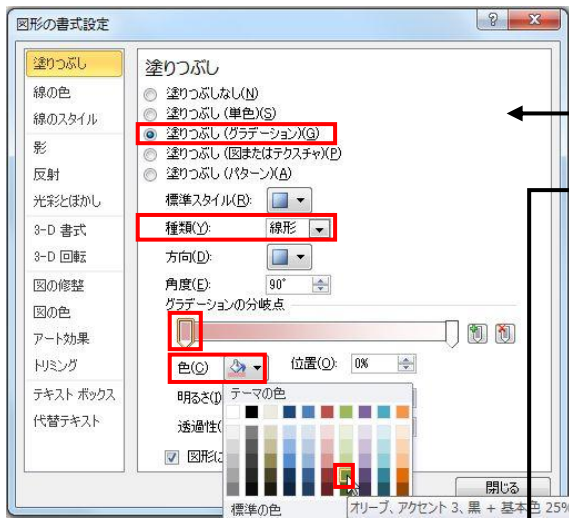 図形の書式設定
塗りつぶし
線の色
線のスタイル
影
反射
光彩とぼかし
3-D 書式
3-D 回転
図の修整
図の色
アート効果
トリミング
テキスト ボックス
代替テキスト
塗りつぶし
塗りつぶしなし(N)
塗りつぶし (単色)(S)
塗りつぶし (グラデーション)(G)
塗りつぶし (図またはテクスチャ)(P)
塗りつぶし (パターン)(A)
標準スタイル(R):
種類(Y): 線形
方向(D):
角度(E): 90°
グラデーションの分岐点
色(C) 位置(O): 0%
明るさ(I)
透過性(
図形に
テーマの色
標準の色
オリーブ、アクセント 3、黒 + 基本色 25%
閉じる